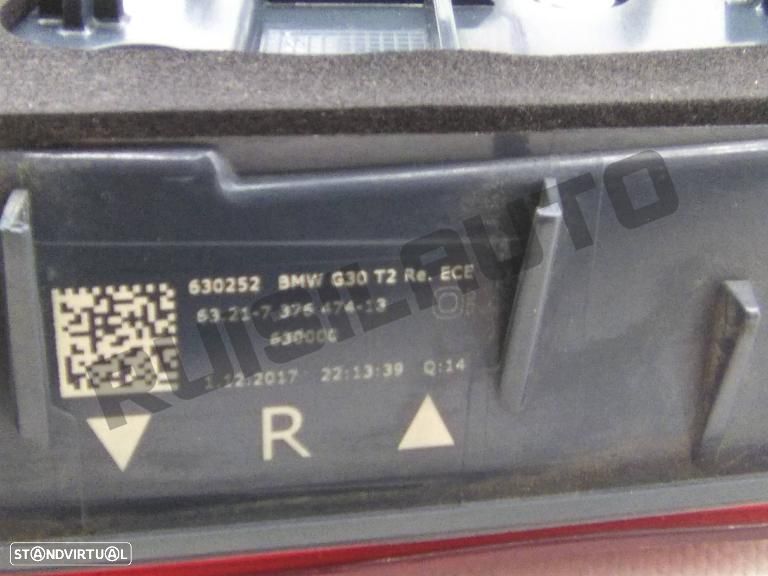 630252 BMW G30 T2 Re. ECE
63.21-7 376 474-13
630000
1.12.2017 22:13:39 Q:14
R
RUISILAUTO
STANDVIRTUAL